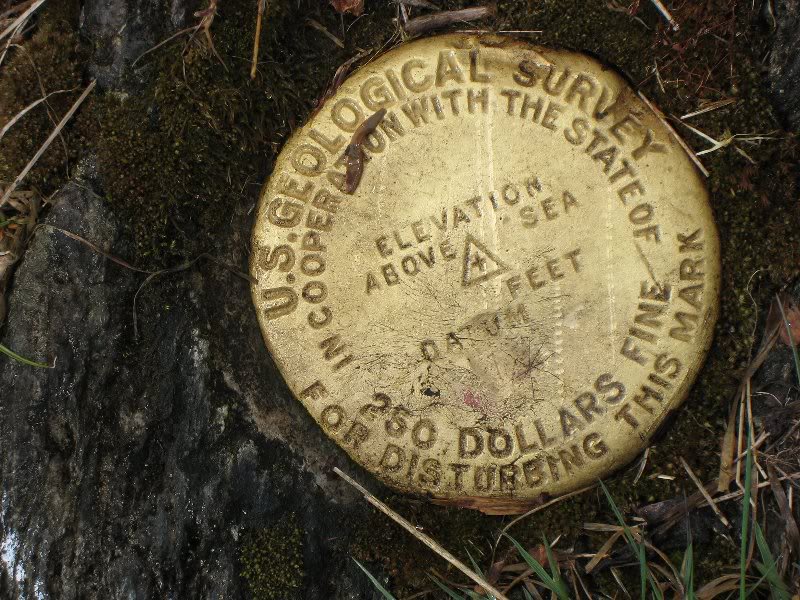 U.S. GEOLOGICAL SURVEY
IN COOPERATION WITH THE STATE OF
ELEVATION
ABOVE SEA
FEET
DATUM
250 DOLLARS FINE
FOR DISTURBING THIS MARK